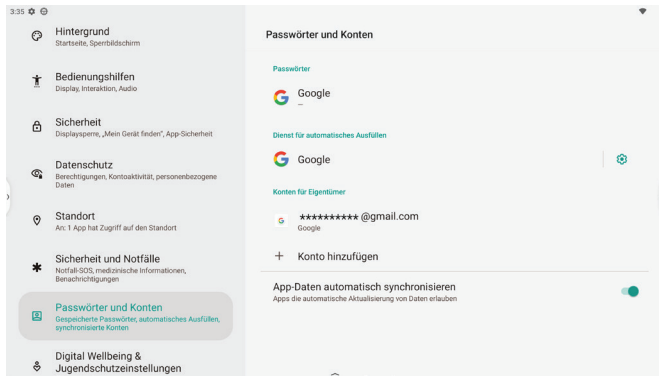 3:35
Hintergrund
Startseite, Sperrbildschirm
Bedienungshilfen
Display, Interaktion, Audio
Sicherheit
Displaysperre, „Mein Gerät finden", App-Sicherheit
Datenschutz
Berechtigungen, Kontoaktivität, personenbezogene
Daten
Standort
An: 1 App hat Zugriff auf den Standort
Sicherheit und Notfälle
Notfall-SOS, medizinische Informationen,
Benachrichtigungen
Passwörter und Konten
Gespeicherte Passwörter, automatisches Ausfüllen,
synchronisierte Konten
Digital Wellbeing &
Jugendschutzeinstellungen
Passwörter und Konten
Passwörter
Google
–
Dienst für automatisches Ausfüllen
Google
Konten für Eigentümer
********** @gmail.com
Google
+ Konto hinzufügen
App-Daten automatisch synchronisieren
Apps die automatische Aktualisierung von Daten erlauben